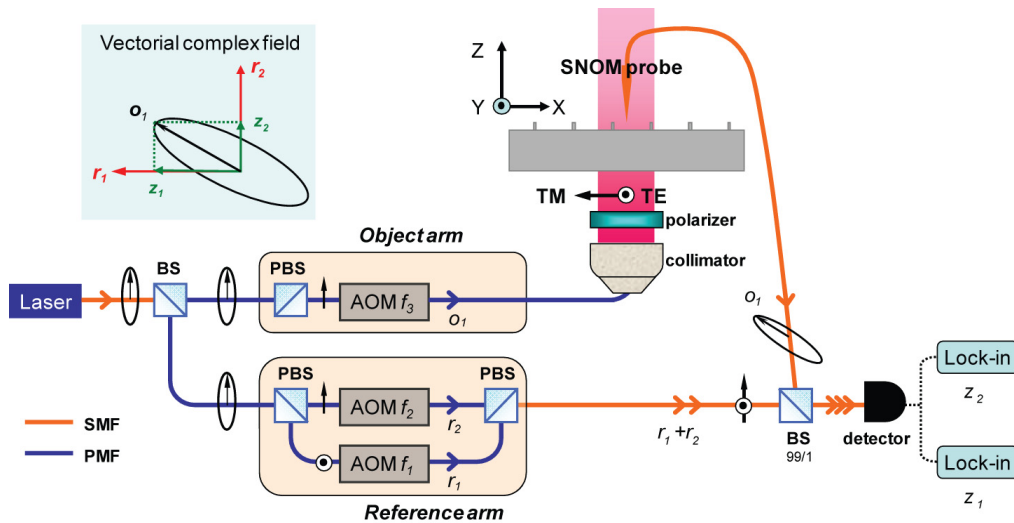 Vectorial complex field
r2
o1
z2
r1
z1
Z
Y
X
SNOM probe
TM
TE
polarizer
collimator
Object arm
Laser
BS
PBS
AOM f3
o1
o1
PBS
AOM f2
r2
PBS
AOM f1
r1
Reference arm
SMF
PMF
r1 +r2
BS
99/1
detector
Lock-in
z2
Lock-in
z1